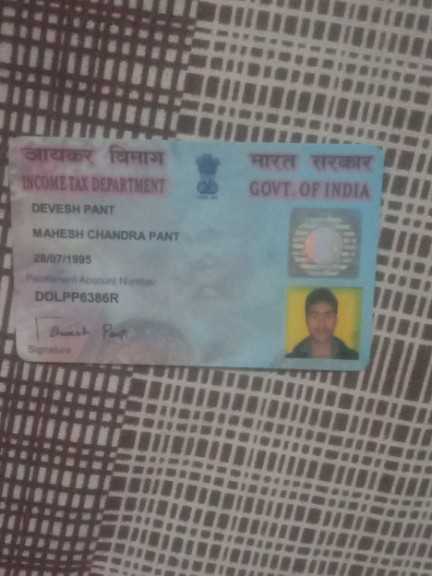 आयकर विभाग
भारत सरकार
INCOME TAX DEPARTMENT
GOVT. OF INDIA
DEVESH PANT
MAHESH CHANDRA PANT
28/07/1995
Permanent Account Number
DDLPP6386R
Devesh Pant
Signature